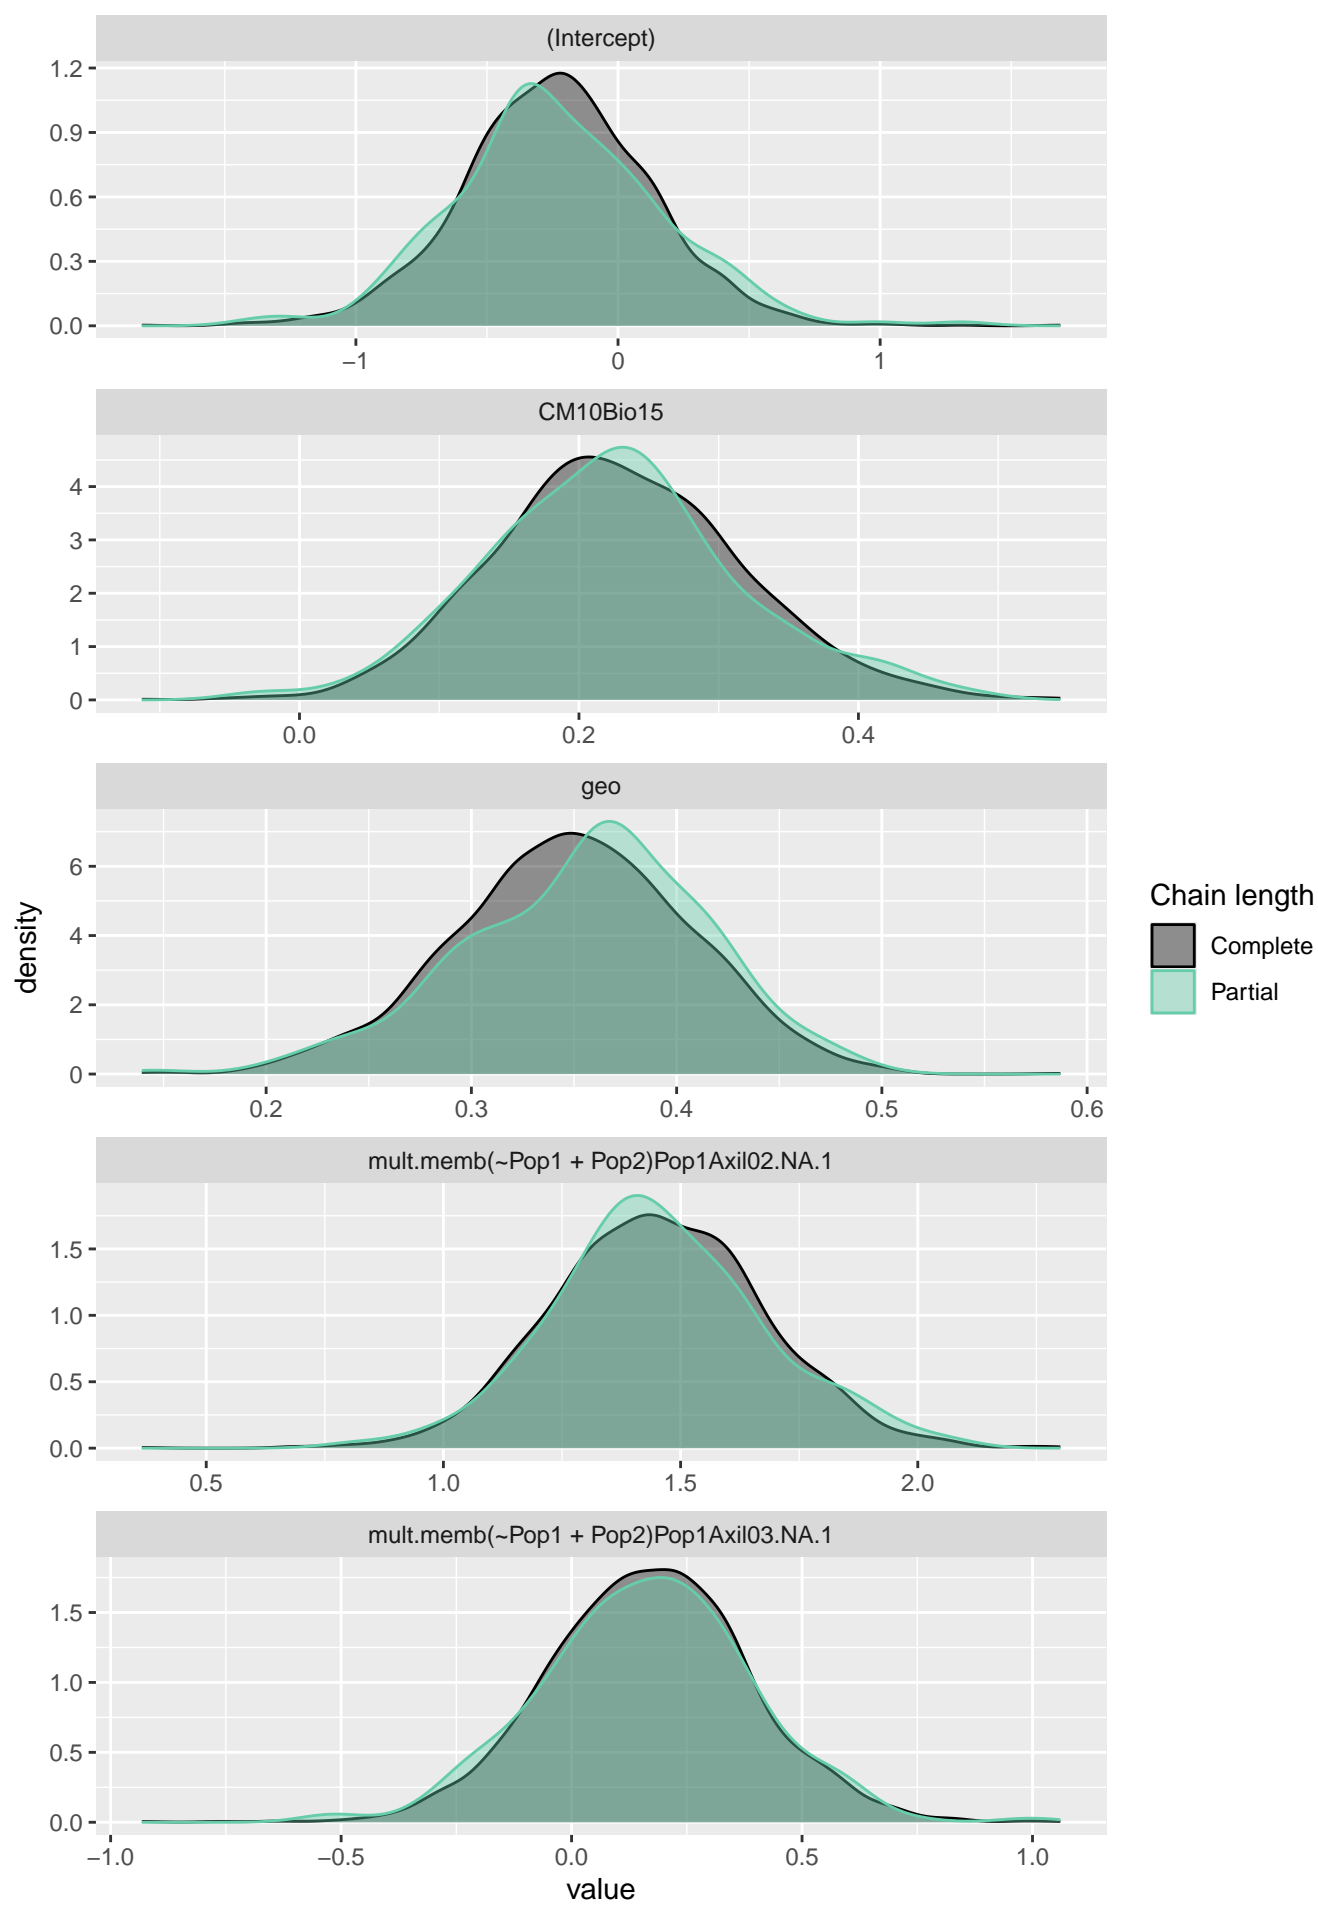 (Intercept)
1.2
0.9
0.6
0.3
0.0
−1 0 1
CM10Bio15
4
3
2
1
0
0.0 0.2 0.4
geo
6
4
2
0
0.2 0.3 0.4 0.5 0.6
mult.memb(~Pop1 + Pop2)Pop1Axil02.NA.1
1.5
1.0
0.5
0.0
0.5 1.0 1.5 2.0
mult.memb(~Pop1 + Pop2)Pop1Axil03.NA.1
1.5
1.0
0.5
0.0
−1.0 −0.5 0.0 0.5 1.0
value
density
Chain length
Complete
Partial